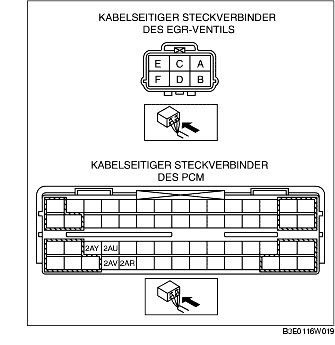 KABELSEITIGER STECKVERBINDER
DES EGR-VENTILS
E C A
F D B
KABELSEITIGER STECKVERBINDER
DES PCM
2AY 2AU
2AV 2AR
B3E0116W019